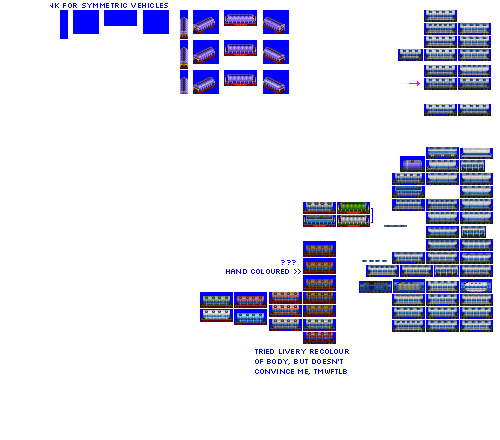 NK FOR SYMMETRIC VEHICLES
???
HAND COLOURED >>
TRIED LIVERY RECOLOUR
OF BODY, BUT DOESN'T
CONVINCE ME, TMWFTLB